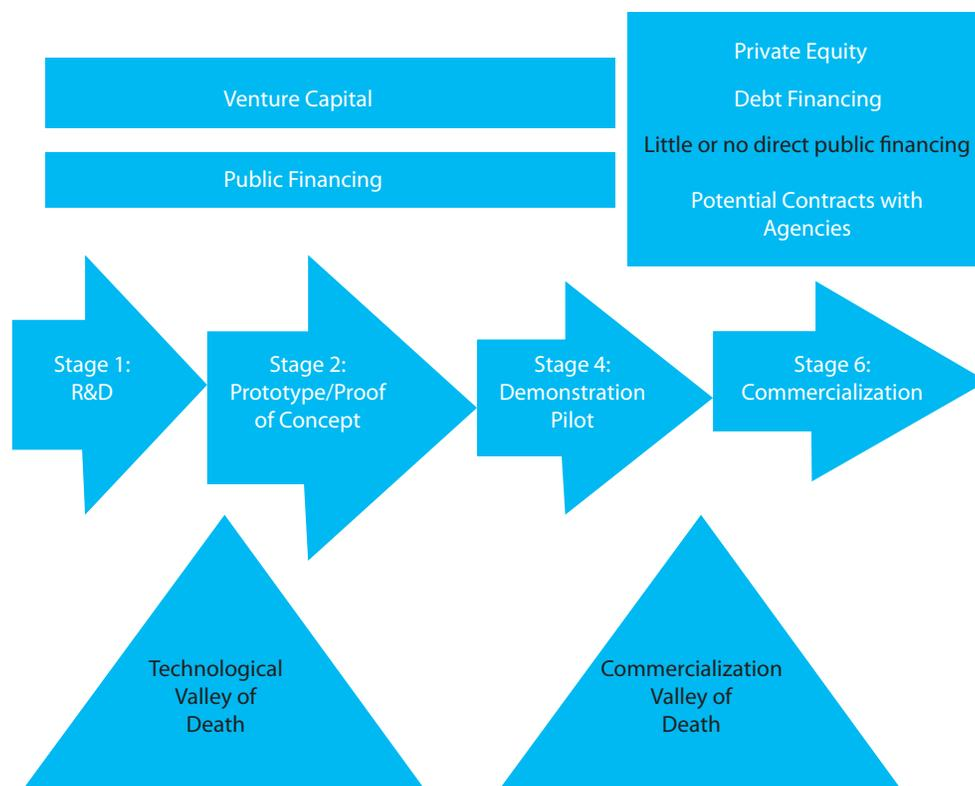 Venture Capital
Public Financing
Private Equity
Debt Financing
Little or no direct public financing
Potential Contracts with
Agencies
Stage 1:
R&D
Stage 2:
Prototype/Proof
of Concept
Stage 4:
Demonstration
Pilot
Stage 6:
Commercialization
Technological
Valley of
Death
Commercialization
Valley of
Death